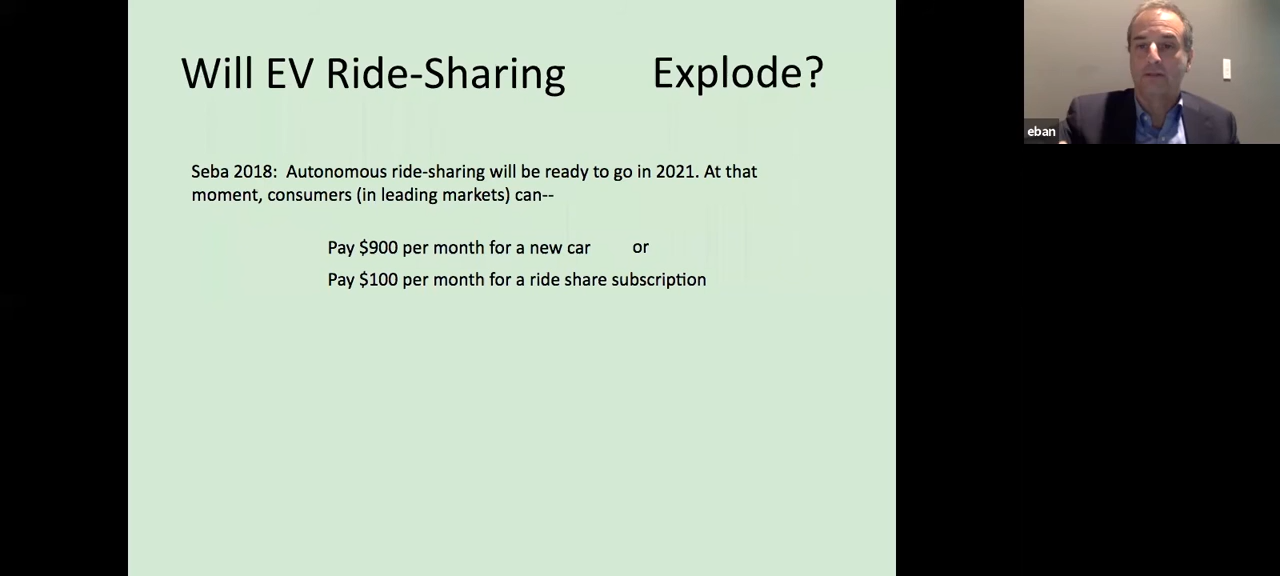 Will EV Ride-Sharing Explode?
Seba 2018: Autonomous ride-sharing will be ready to go in 2021. At that
moment, consumers (in leading markets) can--
Pay $900 per month for a new car or
Pay $100 per month for a ride share subscription
eban